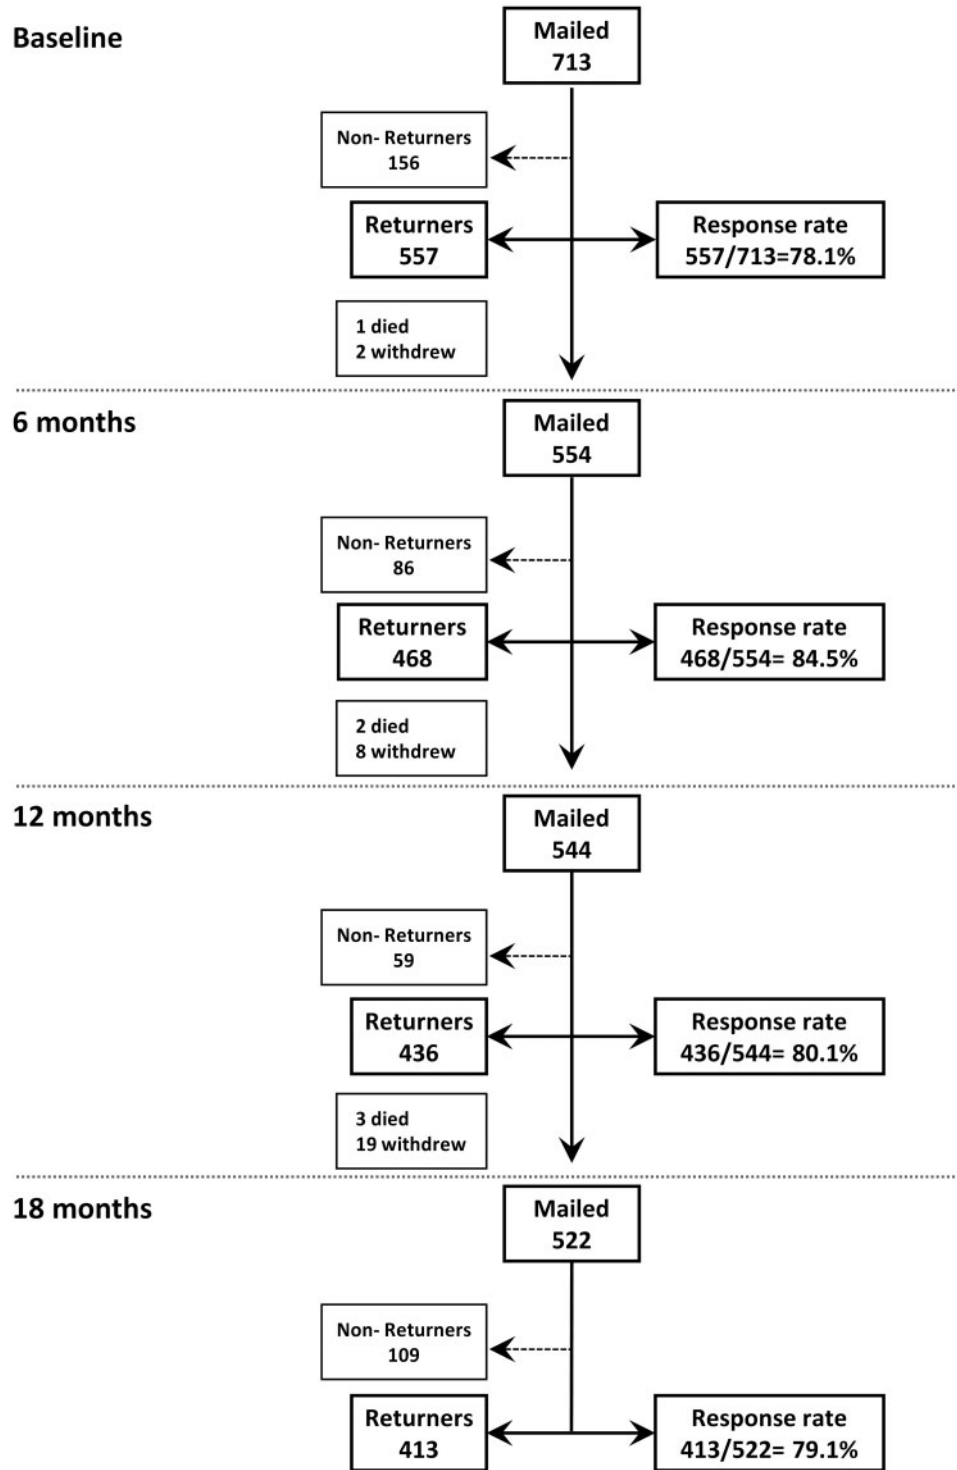 Baseline
Mailed
713
Non- Returners
156
Returners
557
Response rate
557/713=78.1%
1 died
2 withdrew
6 months
Mailed
554
Non- Returners
86
Returners
468
Response rate
468/554= 84.5%
2 died
8 withdrew
12 months
Mailed
544
Non- Returners
59
Returners
436
Response rate
436/544= 80.1%
3 died
19 withdrew
18 months
Mailed
522
Non- Returners
109
Returners
413
Response rate
413/522= 79.1%